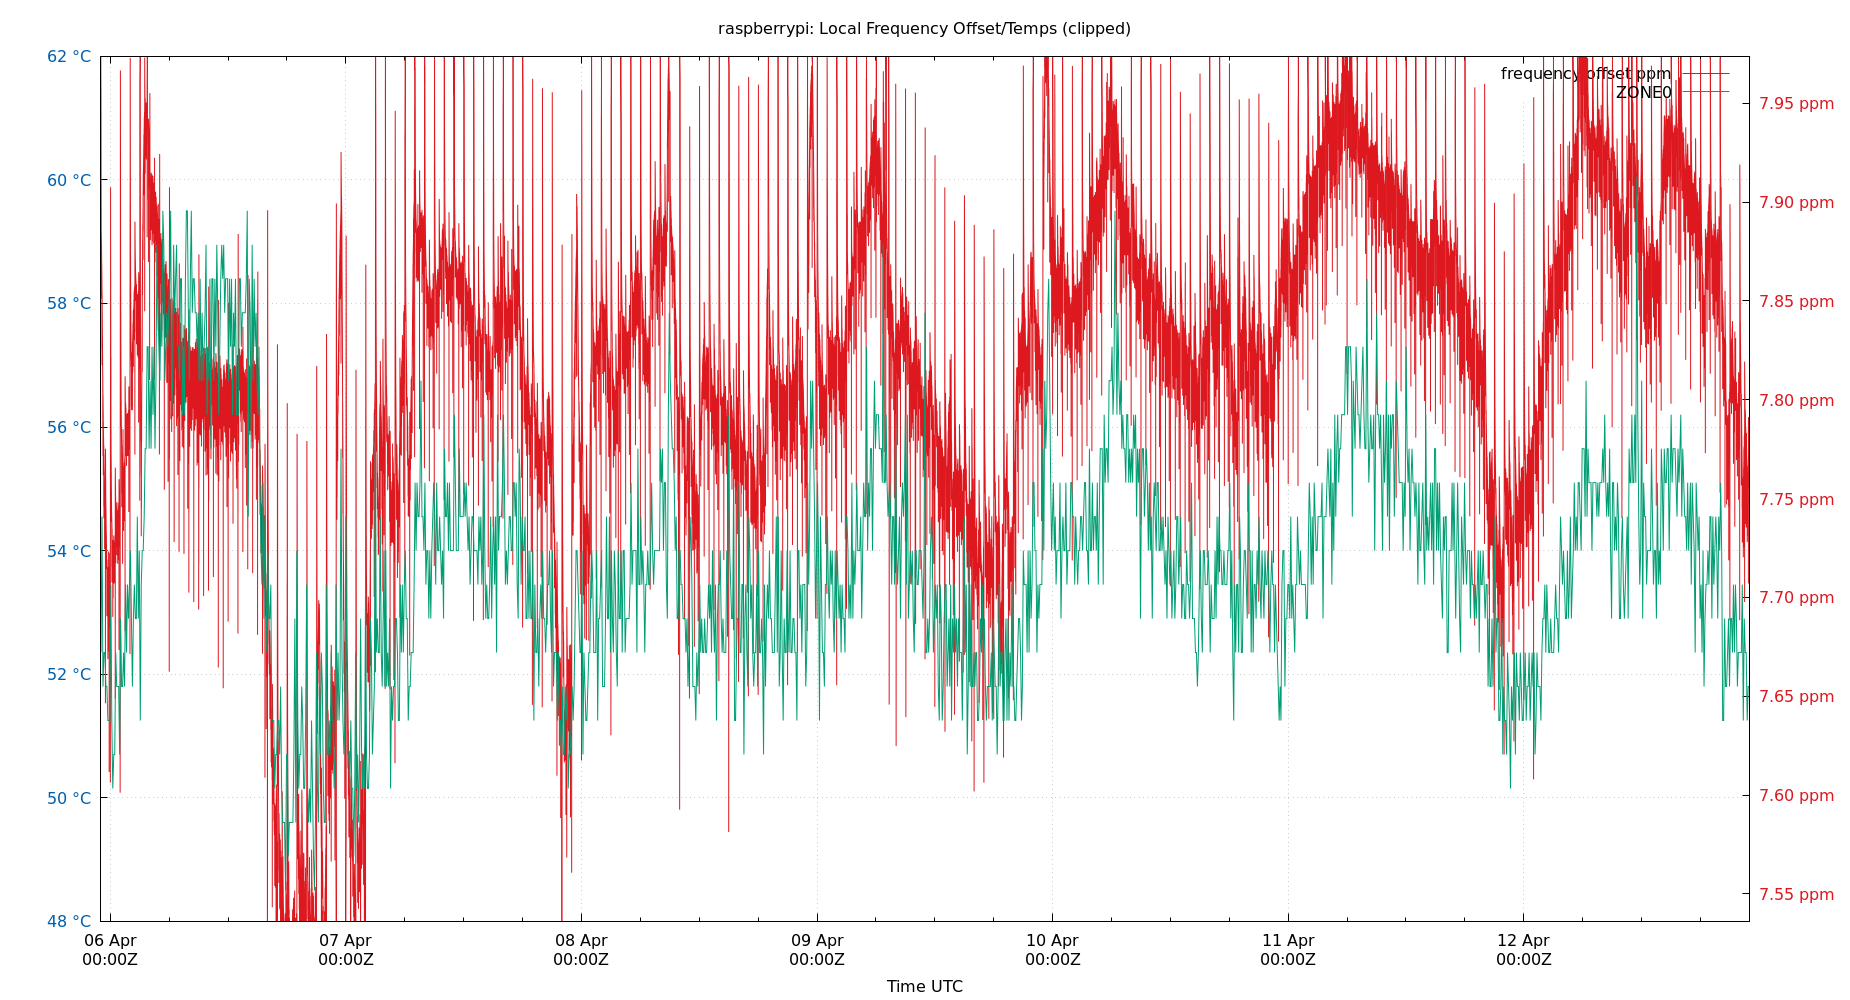 raspberrypi: Local Frequency Offset/Temps (clipped)
62 °C
60 °C
58 °C
56 °C
54 °C
52 °C
50 °C
48 °C
frequency offset ppm
ZONE0
7.95 ppm
7.90 ppm
7.85 ppm
7.80 ppm
7.75 ppm
7.70 ppm
7.65 ppm
7.60 ppm
7.55 ppm
06 Apr 07 Apr 08 Apr 09 Apr 10 Apr 11 Apr 12 Apr
00:00Z 00:00Z 00:00Z 00:00Z 00:00Z 00:00Z 00:00Z
Time UTC